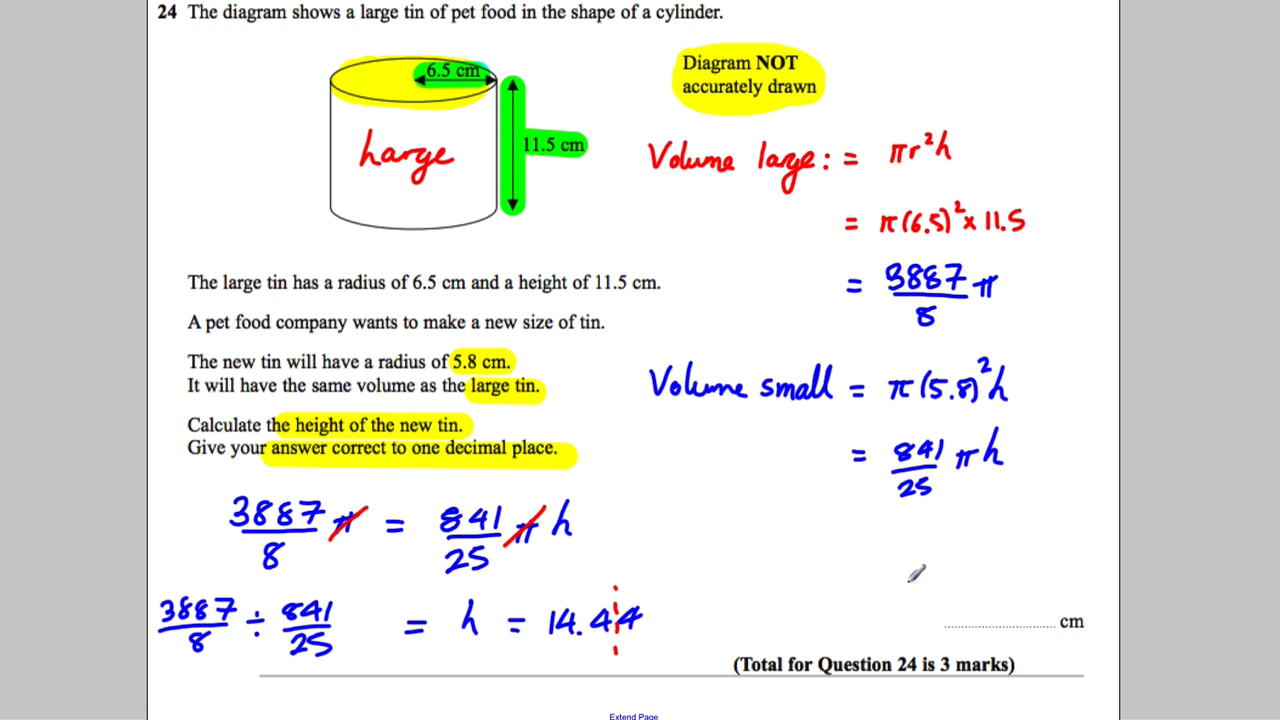 24 The diagram shows a large tin of pet food in the shape of a cylinder.
6.5 cm
Diagram NOT
accurately drawn
11.5 cm
Large
Volume large: = πr²h
= π(6.5)² x 11.5
= 3887/8 π
The large tin has a radius of 6.5 cm and a height of 11.5 cm.
A pet food company wants to make a new size of tin.
The new tin will have a radius of 5.8 cm.
It will have the same volume as the large tin.
Volume small = π(5.8)²h
= 841/25 πh
Calculate the height of the new tin.
Give your answer correct to one decimal place.
3887/8 π = 841/25 π h
3887/8 ÷ 841/25 = h = 14.44
.............................. cm
(Total for Question 24 is 3 marks)
Extend Page